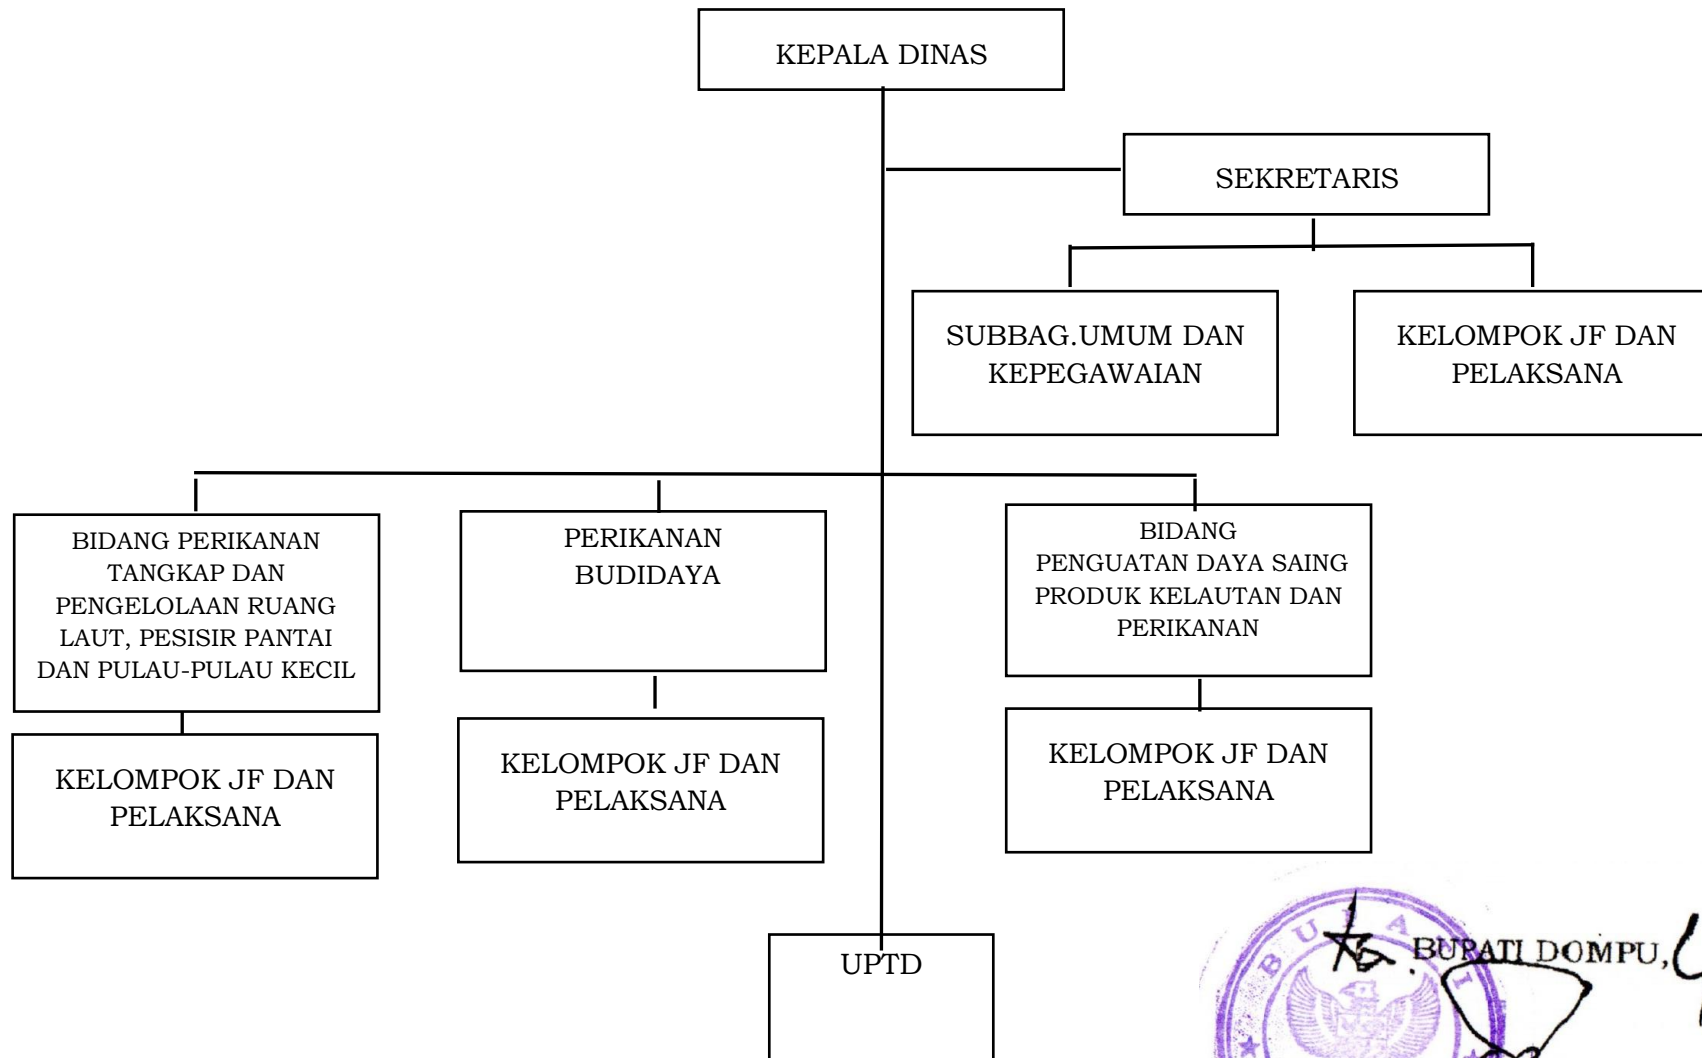 KEPALA DINAS
SEKRETARIS
SUBBAG.UMUM DAN
KEPEGAWAIAN
KELOMPOK JF DAN
PELAKSANA
BIDANG PERIKANAN
TANGKAP DAN
PENGELOLAAN RUANG
LAUT, PESISIR PANTAI
DAN PULAU-PULAU KECIL
PERIKANAN
BUDIDAYA
BIDANG
PENGUATAN DAYA SAING
PRODUK KELAUTAN DAN
PERIKANAN
KELOMPOK JF DAN
PELAKSANA
KELOMPOK JF DAN
PELAKSANA
KELOMPOK JF DAN
PELAKSANA
UPTD
BUPATI DOMPU,
BUPATI